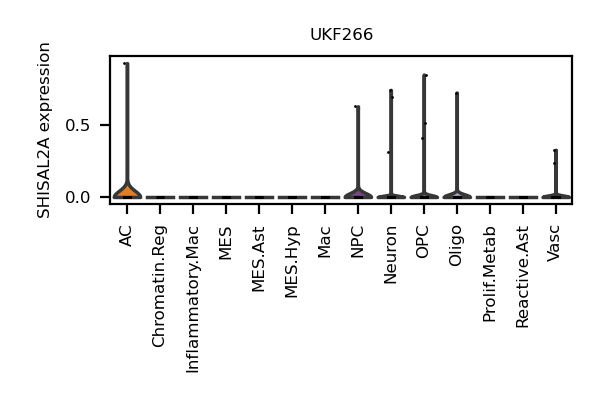 UKF266
SHISAL2A expression
0.5
0.0
AC
Chromatin.Reg
Inflammatory.Mac
MES
MES.Ast
MES.Hyp
Mac
NPC
Neuron
OPC
Oligo
Prolif.Metab
Reactive.Ast
Vasc